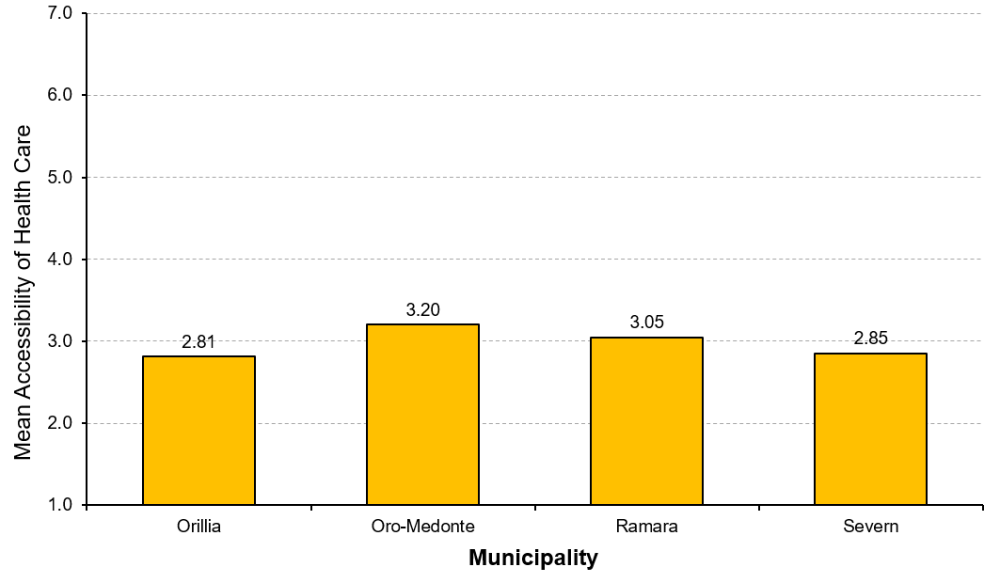 7.0
6.0
5.0
4.0
3.0
2.0
1.0
Mean Accessibility of Health Care
2.81
3.20
3.05
2.85
Orillia
Oro-Medonte
Ramara
Severn
Municipality